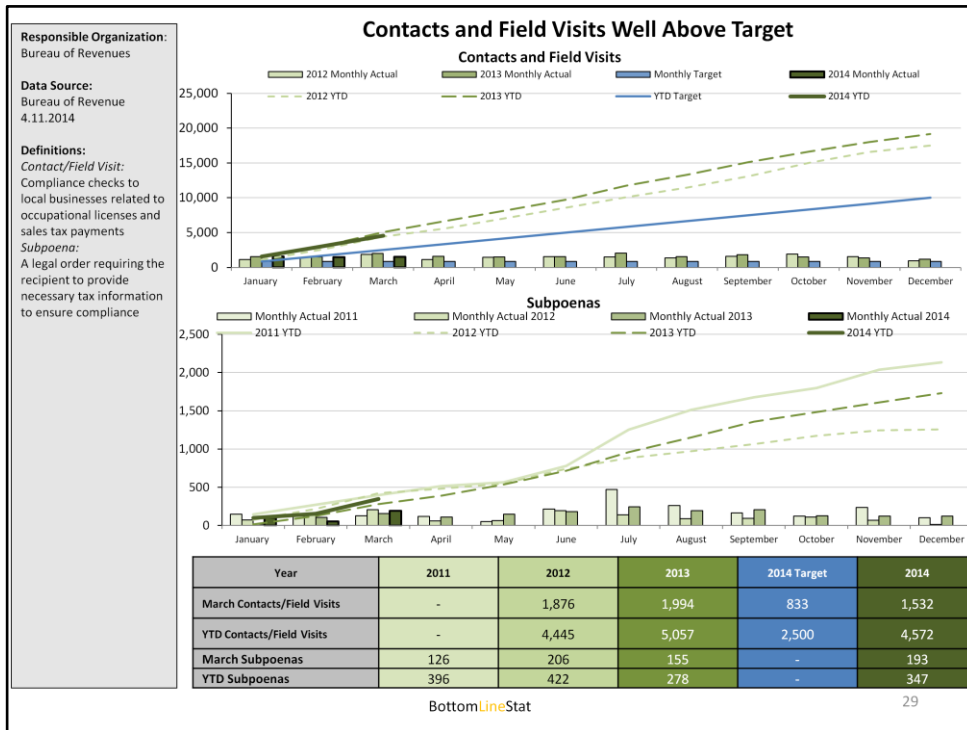 Responsible Organization:
Bureau of Revenues
Data Source:
Bureau of Revenue
4.11.2014
Definitions:
Contact/Field Visit:
Compliance checks to
local businesses related to
occupational licenses and
sales tax payments
Subpoena:
A legal order requiring the
recipient to provide
necessary tax information
to ensure compliance
Contacts and Field Visits Well Above Target
Contacts and Field Visits
2012 Monthly Actual 2013 Monthly Actual Monthly Target 2014 Monthly Actual
2012 YTD 2013 YTD YTD Target 2014 YTD
25,000
20,000
15,000
10,000
5,000
0
January February March April May June July August September October November December
Subpoenas
Monthly Actual 2011 Monthly Actual 2012 Monthly Actual 2013 Monthly Actual 2014
2011 YTD 2012 YTD 2013 YTD 2014 YTD
2,500
2,000
1,500
1,000
500
0
January February March April May June July August September October November December
Year 2011 2012 2013 2014 Target 2014
March Contacts/Field Visits - 1,876 1,994 833 1,532
YTD Contacts/Field Visits - 4,445 5,057 2,500 4,572
March Subpoenas 126 206 155 - 193
YTD Subpoenas 396 422 278 - 347
BottomLineStat
29